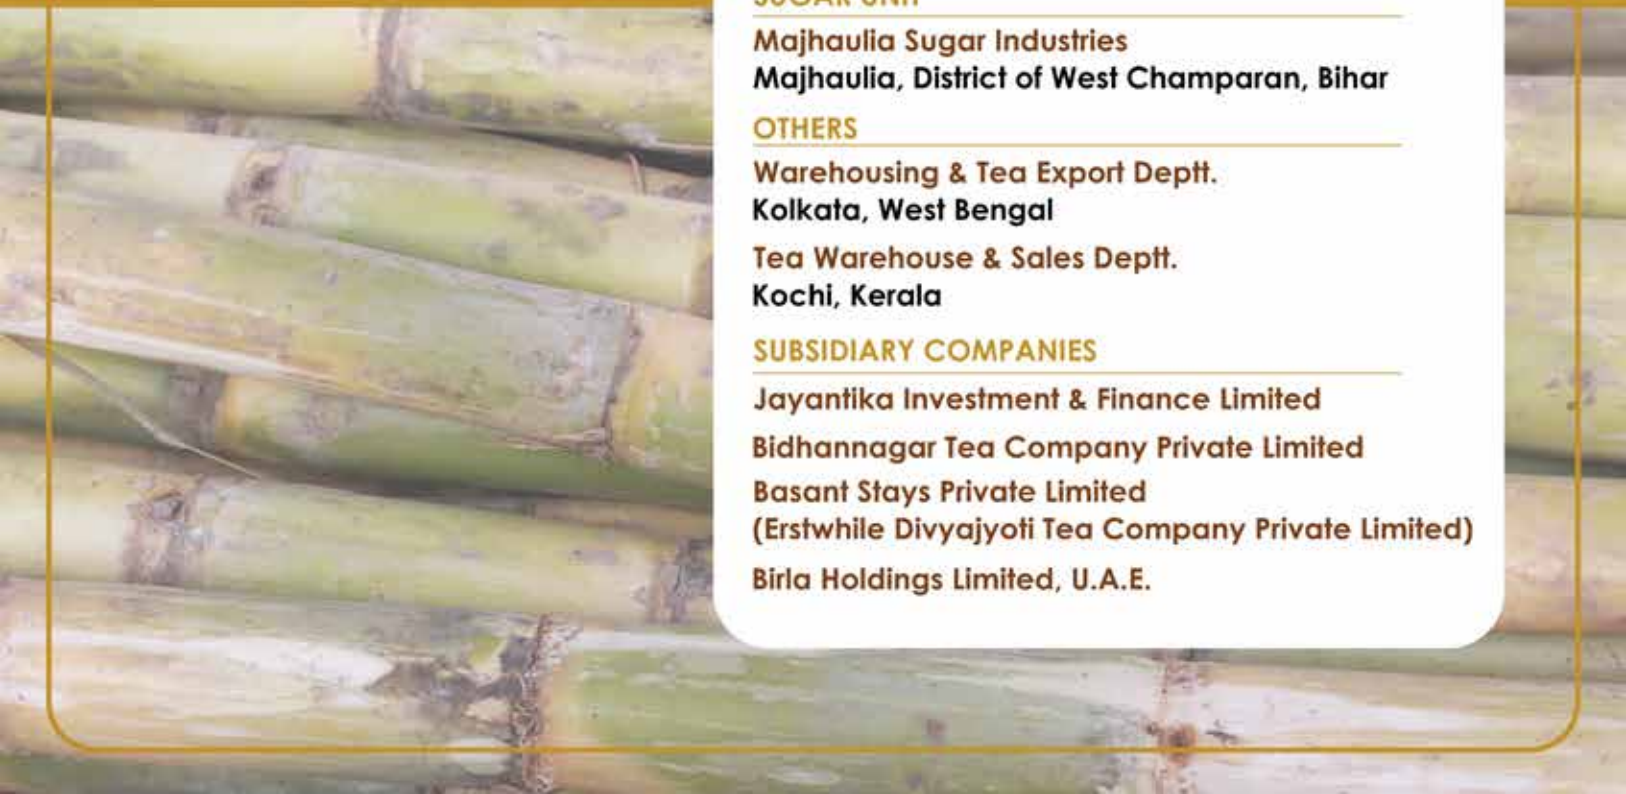 SUGAR UNIT
Majhaulia Sugar Industries
Majhaulia, District of West Champaran, Bihar
OTHERS
Warehousing & Tea Export Deptt.
Kolkata, West Bengal
Tea Warehouse & Sales Deptt.
Kochi, Kerala
SUBSIDIARY COMPANIES
Jayantika Investment & Finance Limited
Bidhannagar Tea Company Private Limited
Basant Stays Private Limited
(Erstwhile Divyajyoti Tea Company Private Limited)
Birla Holdings Limited, U.A.E.